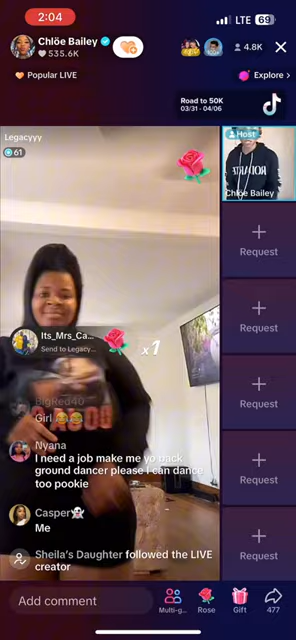 2:04
LTE 69
Chlöe Bailey
535.6K
4.8K
Popular LIVE
Explore >
Road to 50K
03/31 - 04/06
Legacyyy
61
Host
Chlöe Bailey
Request
Request
Request
Request
Request
Its_Mrs_Ca...
Send to Legacy...
x1
BigRed40
Girl 😂😂
Nyana
I need a job make me yo back
ground dancer please I can dance
too pookie
Casper👻
Me
Sheila's Daughter followed the LIVE
creator
Add comment
Multi-g...
Rose
Gift
477